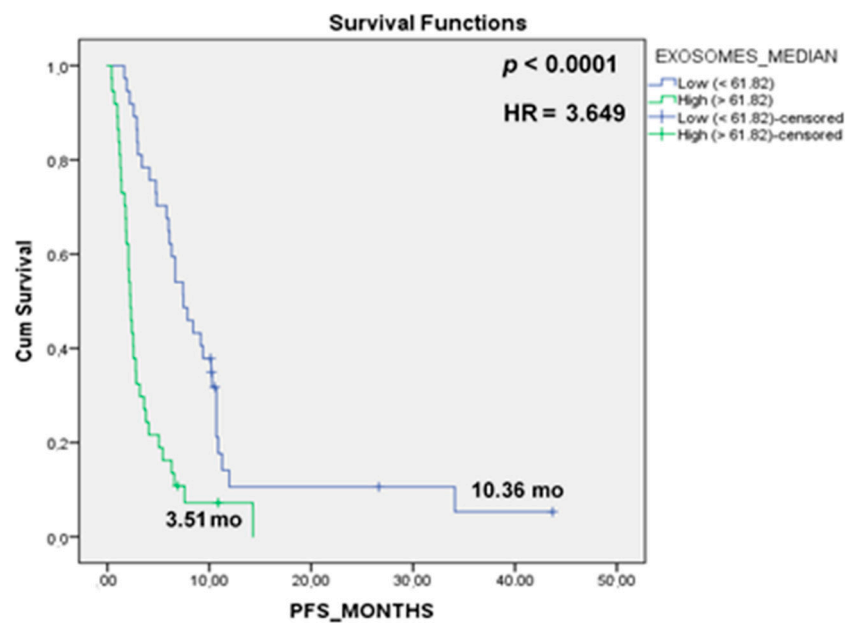 Survival Functions
p < 0.0001
HR = 3.649
EXOSOMES_MEDIAN
Low (< 61.82)
High (> 61.82)
Low (< 61.82)-censored
High (> 61.82)-censored
Cum Survival
1,0
0,8
0,6
0,4
0,2
0,0
10.36 mo
3.51 mo
,00
10,00
20,00
30,00
40,00
50,00
PFS_MONTHS